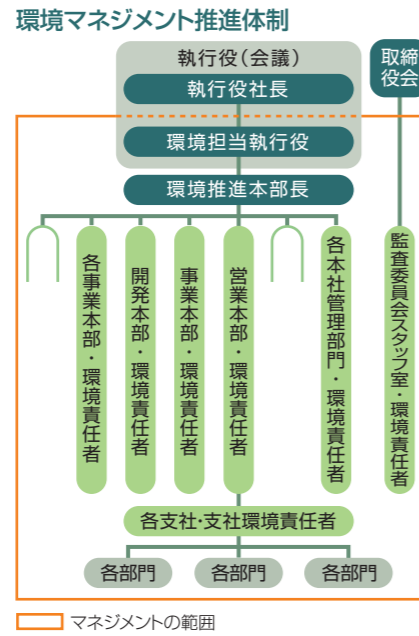 環境マネジメント推進体制
執行役（会議）
執行役社長
取締
役会
環境担当執行役
環境推進本部長
各事業本部・環境責任者
開発本部・環境責任者
事業本部・環境責任者
営業本部・環境責任者
各本社管理部門・環境責任者
監査委員会スタッフ室・環境責任者
各支社・支社環境責任者
各部門
各部門
各部門
マネジメントの範囲